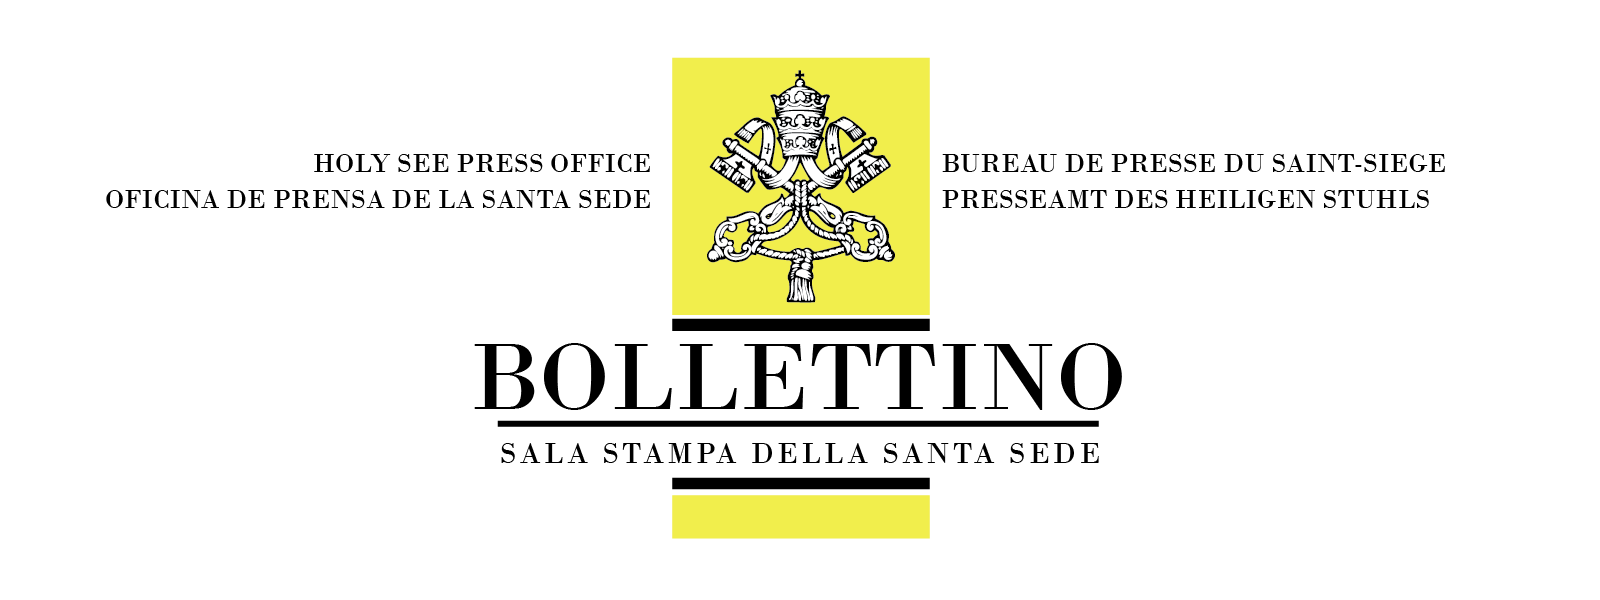 HOLY SEE PRESS OFFICE
OFICINA DE PRENSA DE LA SANTA SEDE
BUREAU DE PRESSE DU SAINT-SIEGE
PRESSEAMT DES HEILIGEN STUHLS
BOLLETTINO
SALA STAMPA DELLA SANTA SEDE